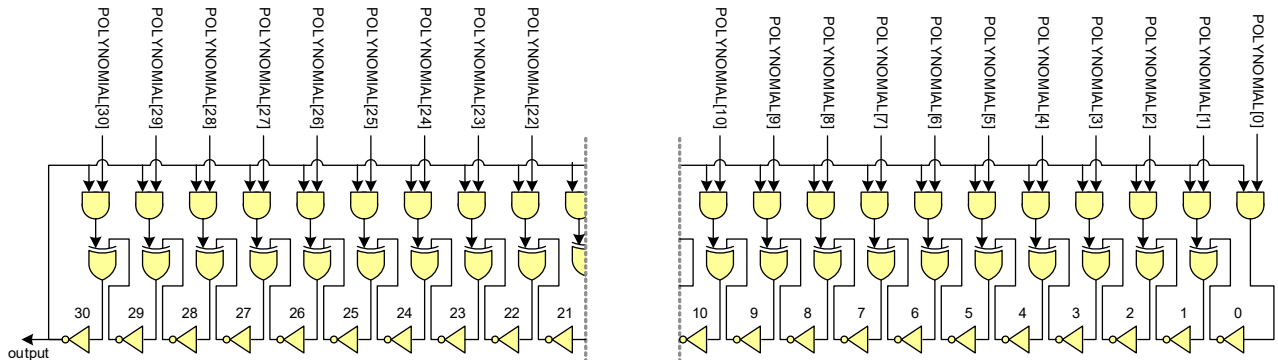 POLYNOMIAL[30]
POLYNOMIAL[29]
POLYNOMIAL[28]
POLYNOMIAL[27]
POLYNOMIAL[26]
POLYNOMIAL[25]
POLYNOMIAL[24]
POLYNOMIAL[23]
POLYNOMIAL[22]
POLYNOMIAL[10]
POLYNOMIAL[9]
POLYNOMIAL[8]
POLYNOMIAL[7]
POLYNOMIAL[6]
POLYNOMIAL[5]
POLYNOMIAL[4]
POLYNOMIAL[3]
POLYNOMIAL[2]
POLYNOMIAL[1]
POLYNOMIAL[0]
30 29 28 27 26 25 24 23 22 21 10 9 8 7 6 5 4 3 2 1 0
output